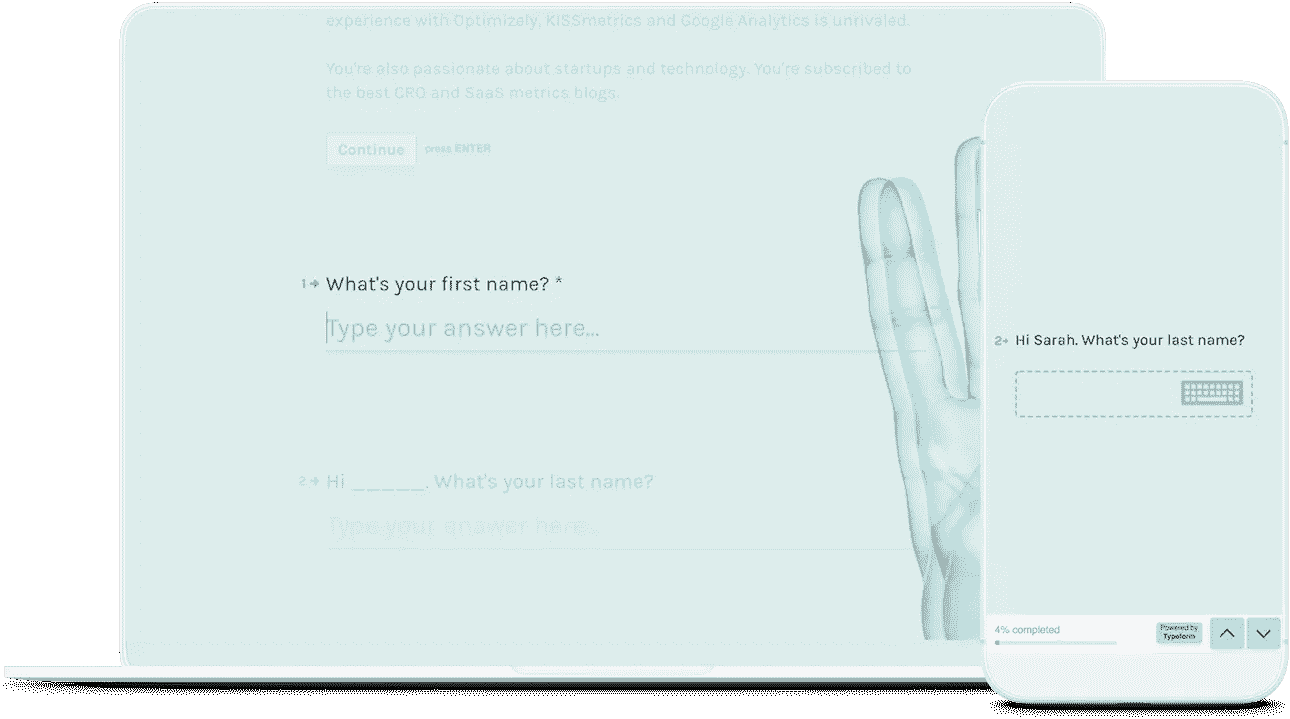 experience with Optimizely, KISSmetrics and Google Analytics is unrivaled.
You're also passionate about startups and technology. You're subscribed to
the best CRO and SaaS metrics blogs.
Continue press ENTER
1 → What's your first name? *
Type your answer here...
2 → Hi _____. What's your last name?
Type your answer here...
2 → Hi Sarah. What's your last name?
4% completed
Powered by
Typeform